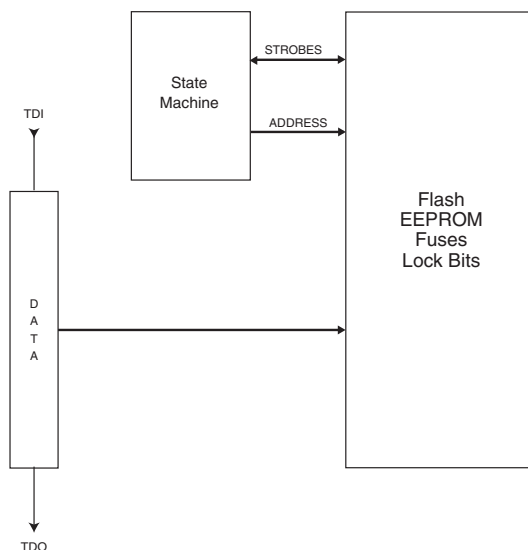 STROBES
State
Machine
TDI
ADDRESS
Flash
EEPROM
Fuses
Lock Bits
D
A
T
A
TDO